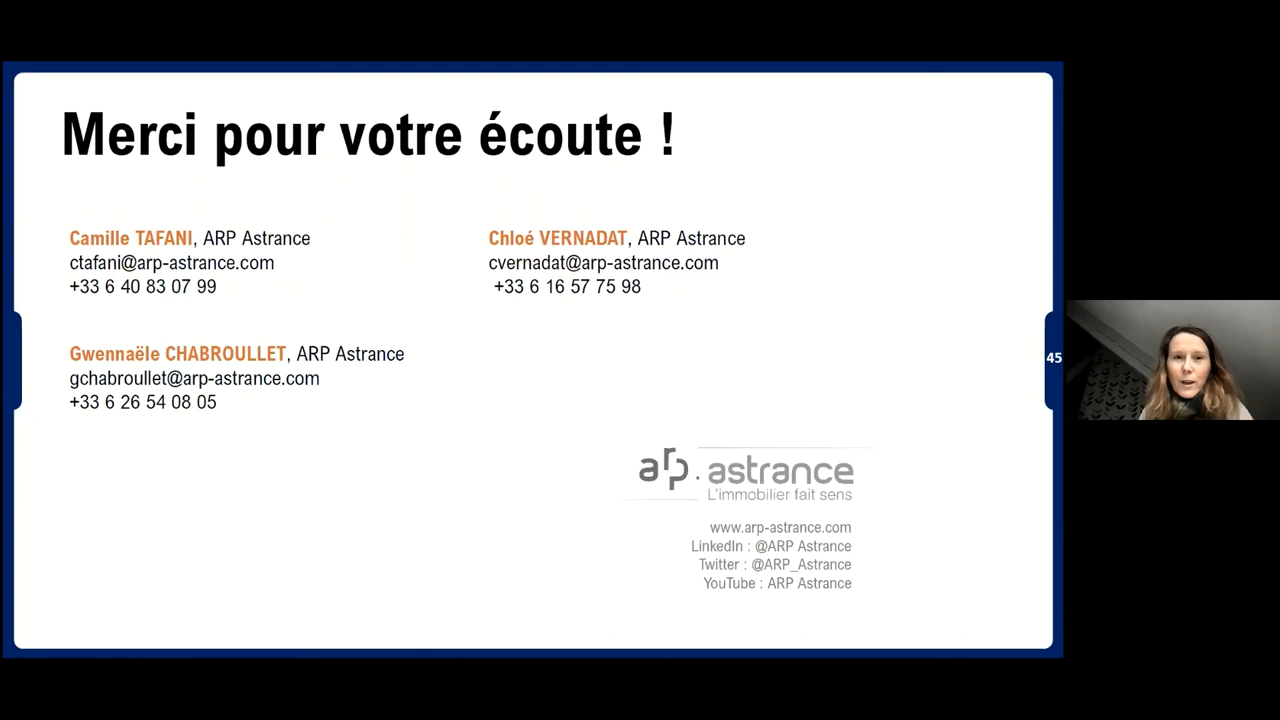 Merci pour votre écoute !
Camille TAFANI, ARP Astrance
ctafani@arp-astrance.com
+33 6 40 83 07 99
Chloé VERNADAT, ARP Astrance
cvernadat@arp-astrance.com
+33 6 16 57 75 98
Gwennaële CHABROULLET, ARP Astrance
gchabroullet@arp-astrance.com
+33 6 26 54 08 05
45
arp. astrance
L'immobilier fait sens
www.arp-astrance.com
LinkedIn : @ARP Astrance
Twitter : @ARP_Astrance
YouTube : ARP Astrance